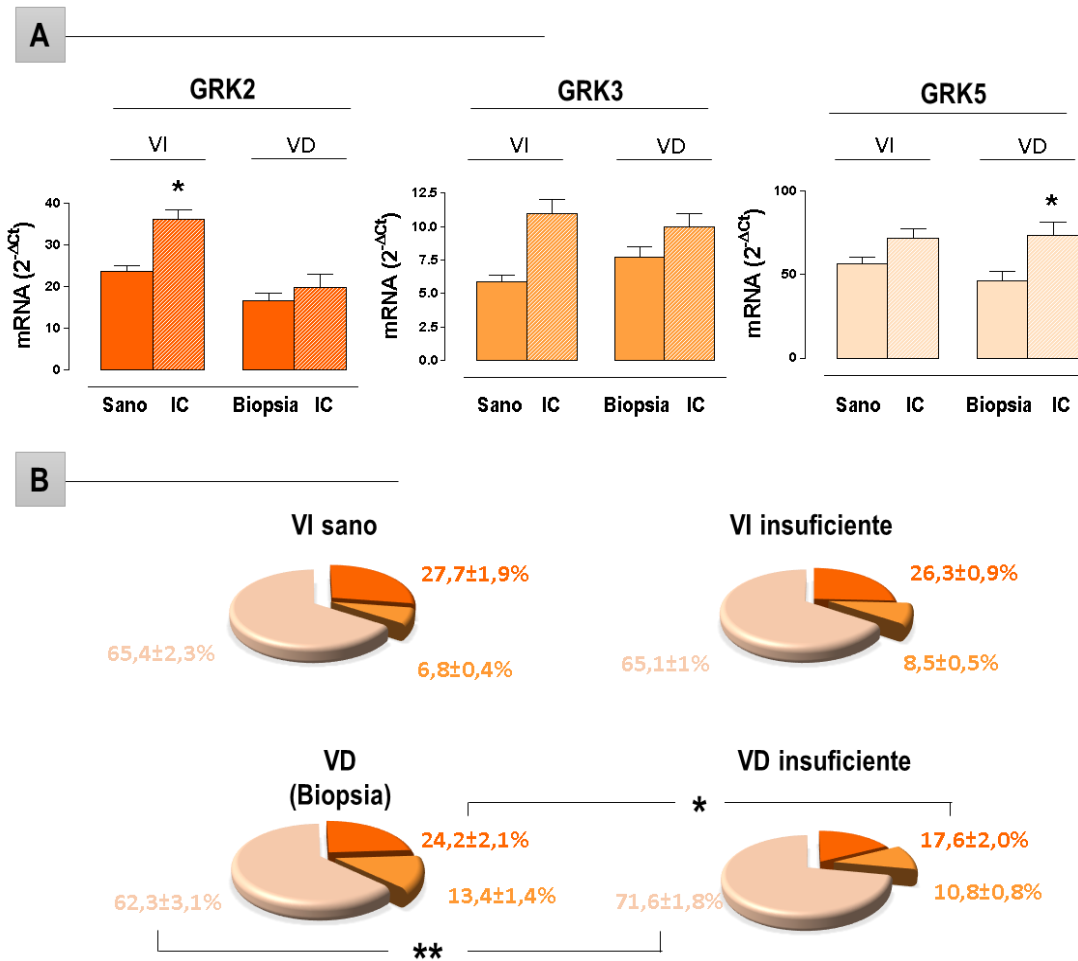 A
GRK2
GRK3
GRK5
VI VD
VI VD
VI VD
mRNA (2^-ΔCt)
40
30
20
10
0
*
Sano IC Biopsia IC
mRNA (2^-ΔCt)
12.5
10.0
7.5
5.0
2.5
0.0
Sano IC Biopsia IC
mRNA (2^-ΔCt)
100
50
0
*
Sano IC Biopsia IC
B
VI sano
27,7±1,9%
65,4±2,3%
6,8±0,4%
VI insuficiente
26,3±0,9%
65,1±1%
8,5±0,5%
VD
(Biopsia)
24,2±2,1%
62,3±3,1%
13,4±1,4%
VD insuficiente
*
17,6±2,0%
71,6±1,8%
10,8±0,8%
**